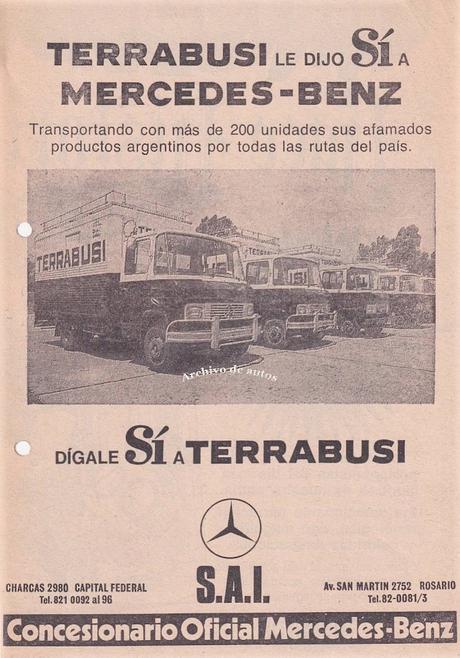 TERRABUSI LE DIJO Sí A
MERCEDES-BENZ
Transportando con más de 200 unidades sus afamados
productos argentinos por todas las rutas del país.
TERRABUSI
TERRABUSI
Archivo de autos
DÍGALE Sí A TERRABUSI
S.A.I.
CHARCAS 2980 CAPITAL FEDERAL
Tel. 821 0092 al 96
Av. SAN MARTIN 2752 ROSARIO
Tel. 82-0081/3
Concesionario Oficial Mercedes-Benz